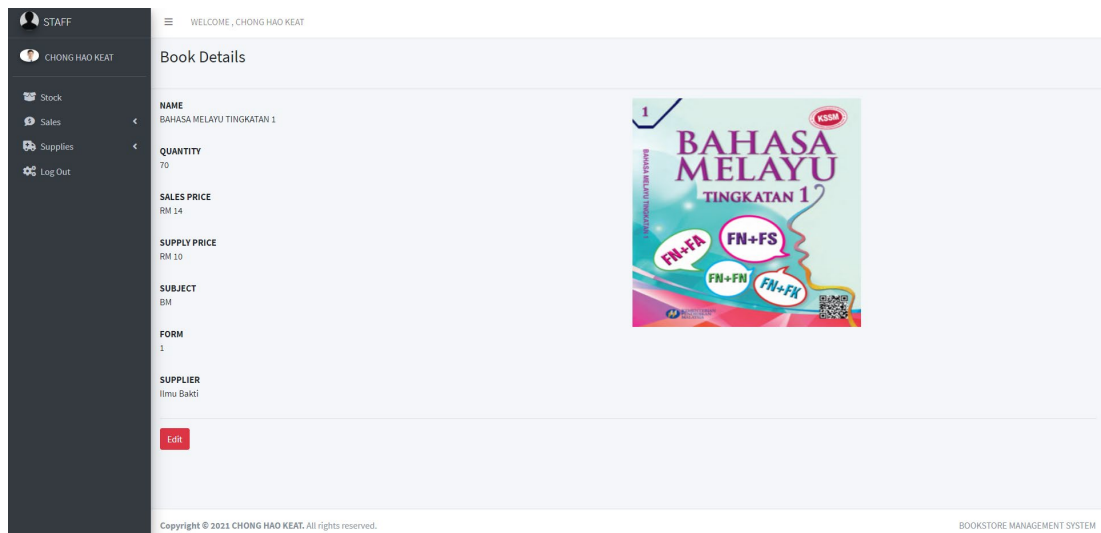 STAFF
WELCOME , CHONG HAO KEAT
CHONG HAO KEAT
Stock
Sales
Supplies
Log Out
Book Details
NAME
BAHASA MELAYU TINGKATAN 1
QUANTITY
70
SALES PRICE
RM 14
SUPPLY PRICE
RM 10
SUBJECT
BM
FORM
1
SUPPLIER
Ilmu Bakti
Edit
1
KSSM
BAHASA
MELAYU
TINGKATAN 1
BAHASA MELAYU TINGKATAN 1
FN+FA
FN+FS
FN+FN
FN+FK
Copyright © 2021 CHONG HAO KEAT. All rights reserved.
BOOKSTORE MANAGEMENT SYSTEM